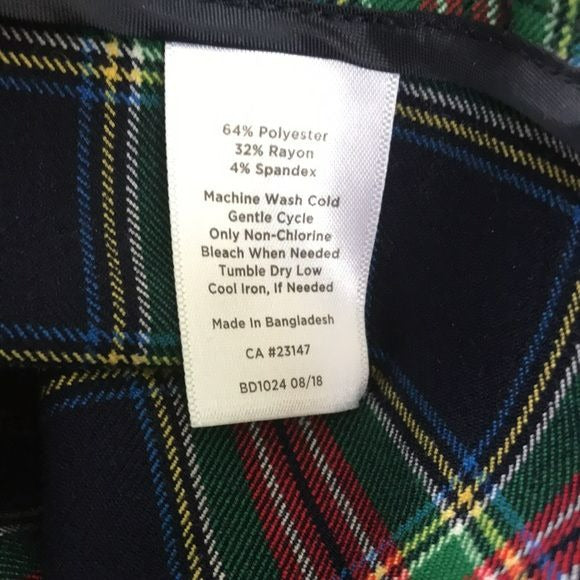 64% Polyester
32% Rayon
4% Spandex
Machine Wash Cold
Gentle Cycle
Only Non-Chlorine
Bleach When Needed
Tumble Dry Low
Cool Iron, If Needed
Made In Bangladesh
CA #23147
BD1024 08/18